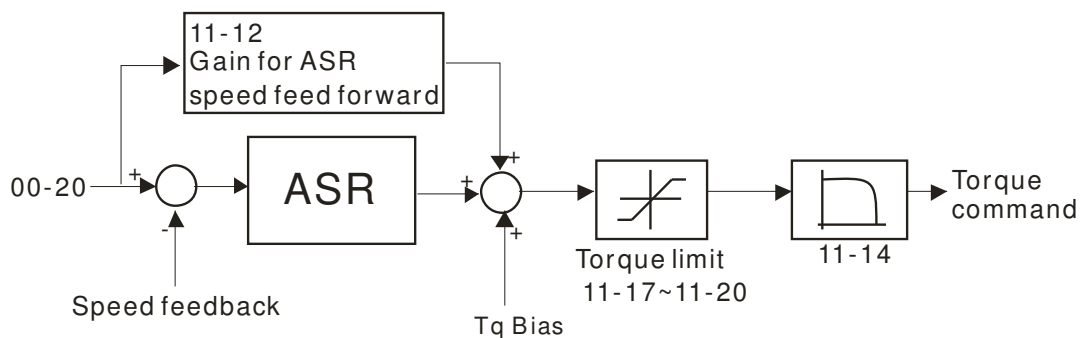 11-12
Gain for ASR
speed feed forward
+
00-20
+
ASR
+
-
+
Torque
command
Torque limit
11-17~11-20
11-14
Speed feedback
Tq Bias